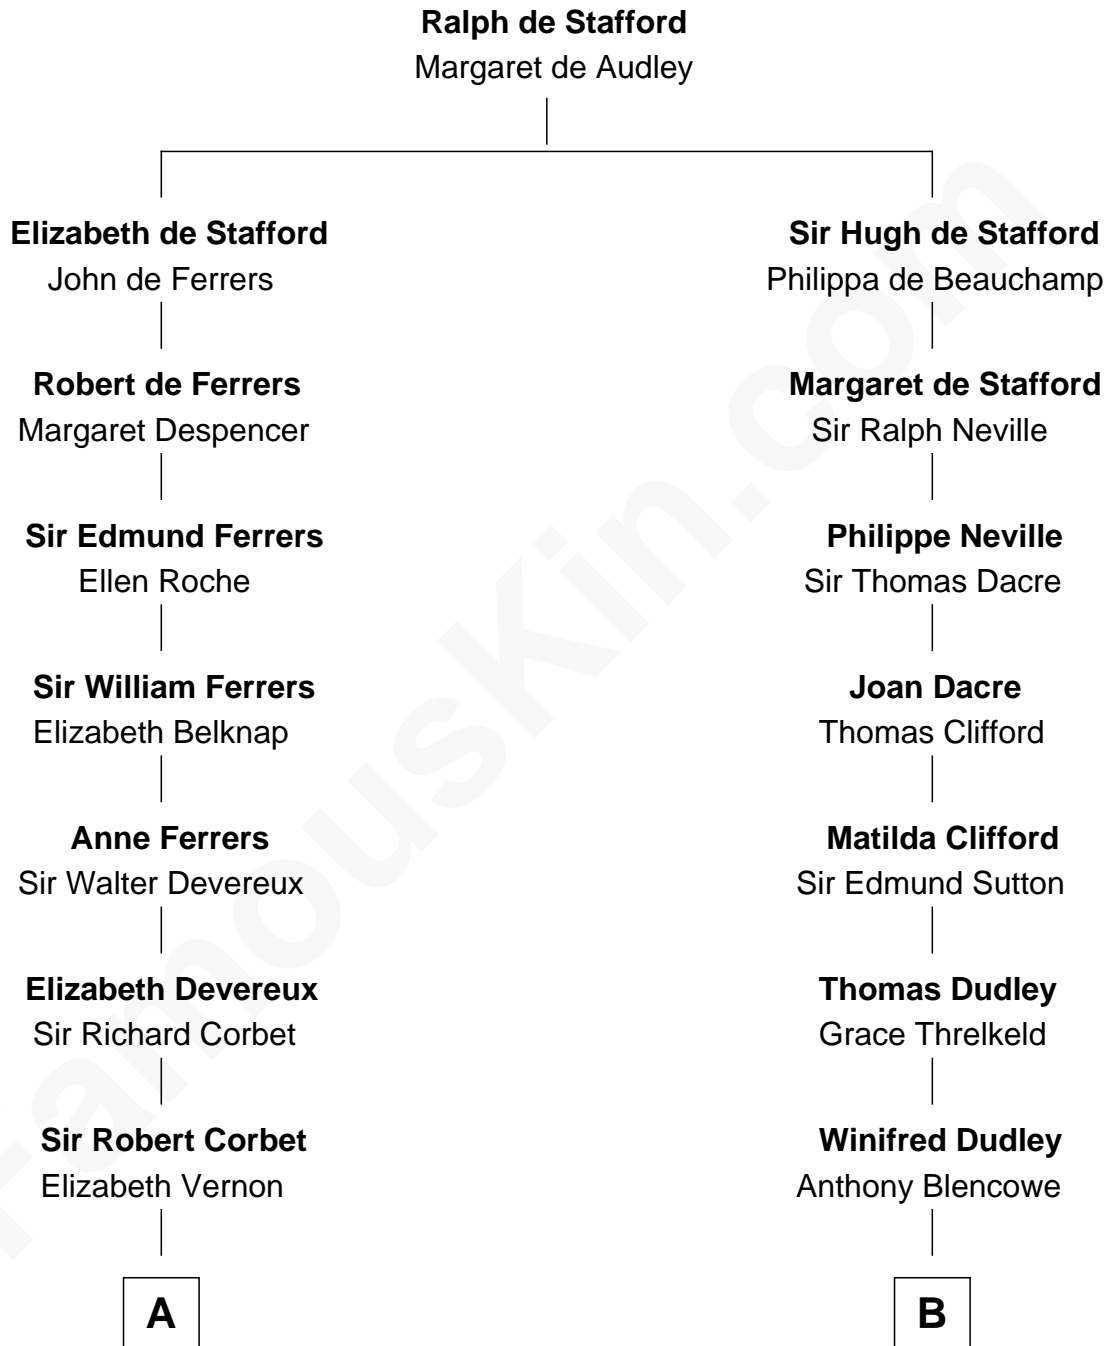 Ralph de Stafford
Margaret de Audley
Elizabeth de Stafford
John de Ferrers
Sir Hugh de Stafford
Philippa de Beauchamp
Robert de Ferrers
Margaret Despencer
Margaret de Stafford
Sir Ralph Neville
Sir Edmund Ferrers
Ellen Roche
Philippe Neville
Sir Thomas Dacre
Sir William Ferrers
Elizabeth Belknap
Joan Dacre
Thomas Clifford
Anne Ferrers
Sir Walter Devereux
Matilda Clifford
Sir Edmund Sutton
Elizabeth Devereux
Sir Richard Corbet
Thomas Dudley
Grace Threlkeld
Sir Robert Corbet
Elizabeth Vernon
Winifred Dudley
Anthony Blencowe
A
B
FamousKin.com